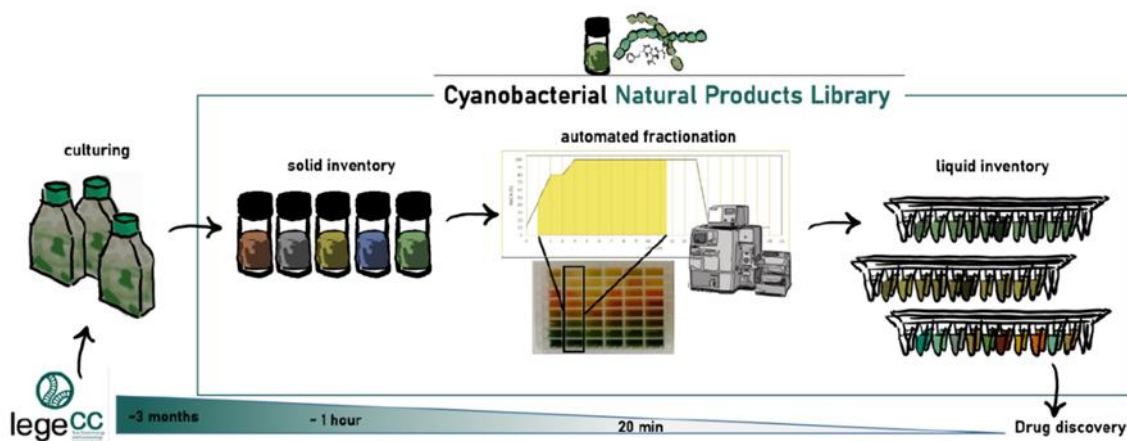 Cyanobacterial Natural Products Library
culturing
solid inventory
automated fractionation
liquid inventory
legeCC
~3 months
~ 1 hour
20 min
Drug discovery